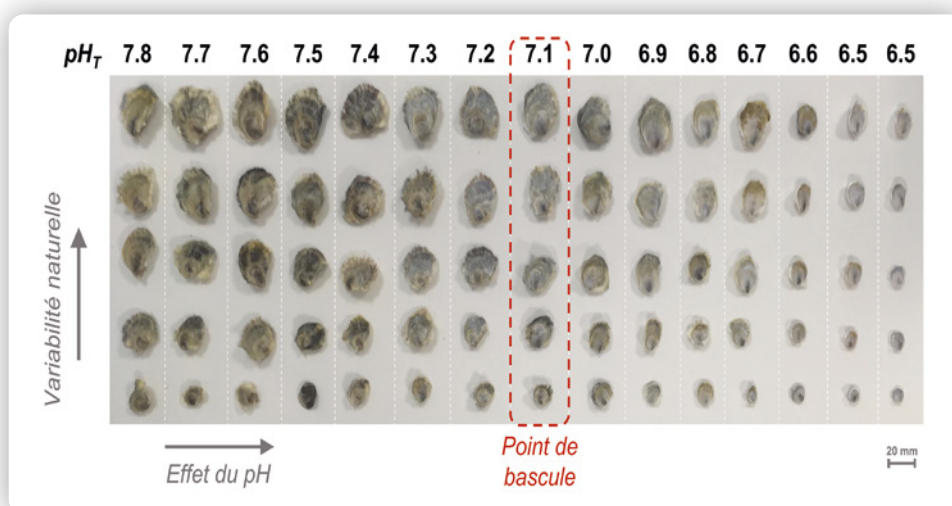 pHT 7.8 7.7 7.6 7.5 7.4 7.3 7.2 7.1 7.0 6.9 6.8 6.7 6.6 6.5 6.5
Variabilité naturelle
Effet du pH
Point de
bascule
20 mm